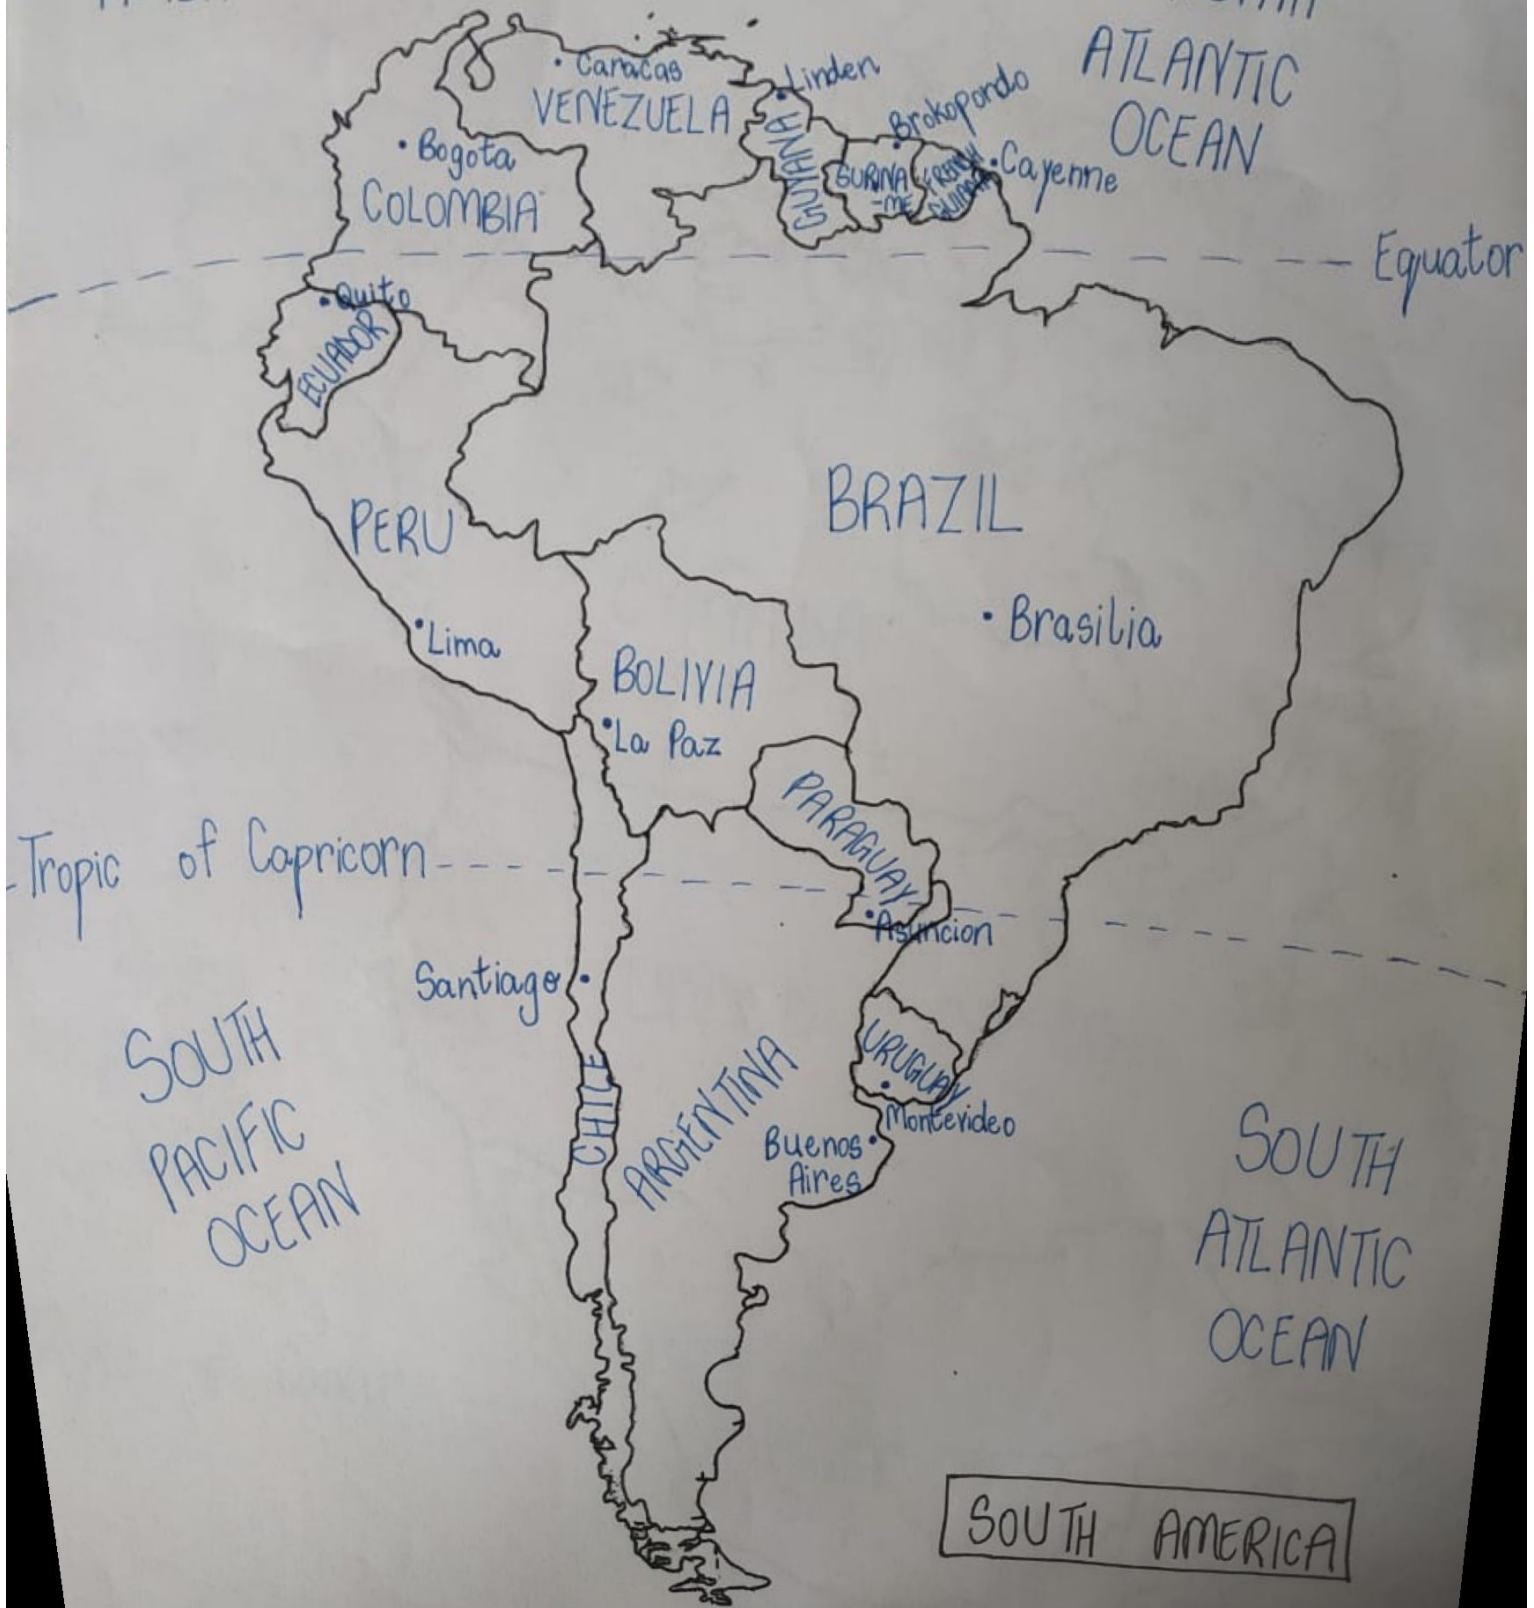 ATLANTIC
OCEAN
Caracas
VENEZUELA
Linden
GUYANA
Brokopondo
SURINA
-ME
FRENCH
GUIANA
Cayenne
Bogota
COLOMBIA
Equator
Quito
ECUADOR
PERU
Lima
BRAZIL
Brasilia
BOLIVIA
La Paz
PARAGUAY
Asuncion
Tropic of Capricorn
Santiago
CHILE
ARGENTINA
URUGUAY
Montevideo
Buenos
Aires
SOUTH
PACIFIC
OCEAN
SOUTH
ATLANTIC
OCEAN
SOUTH AMERICA